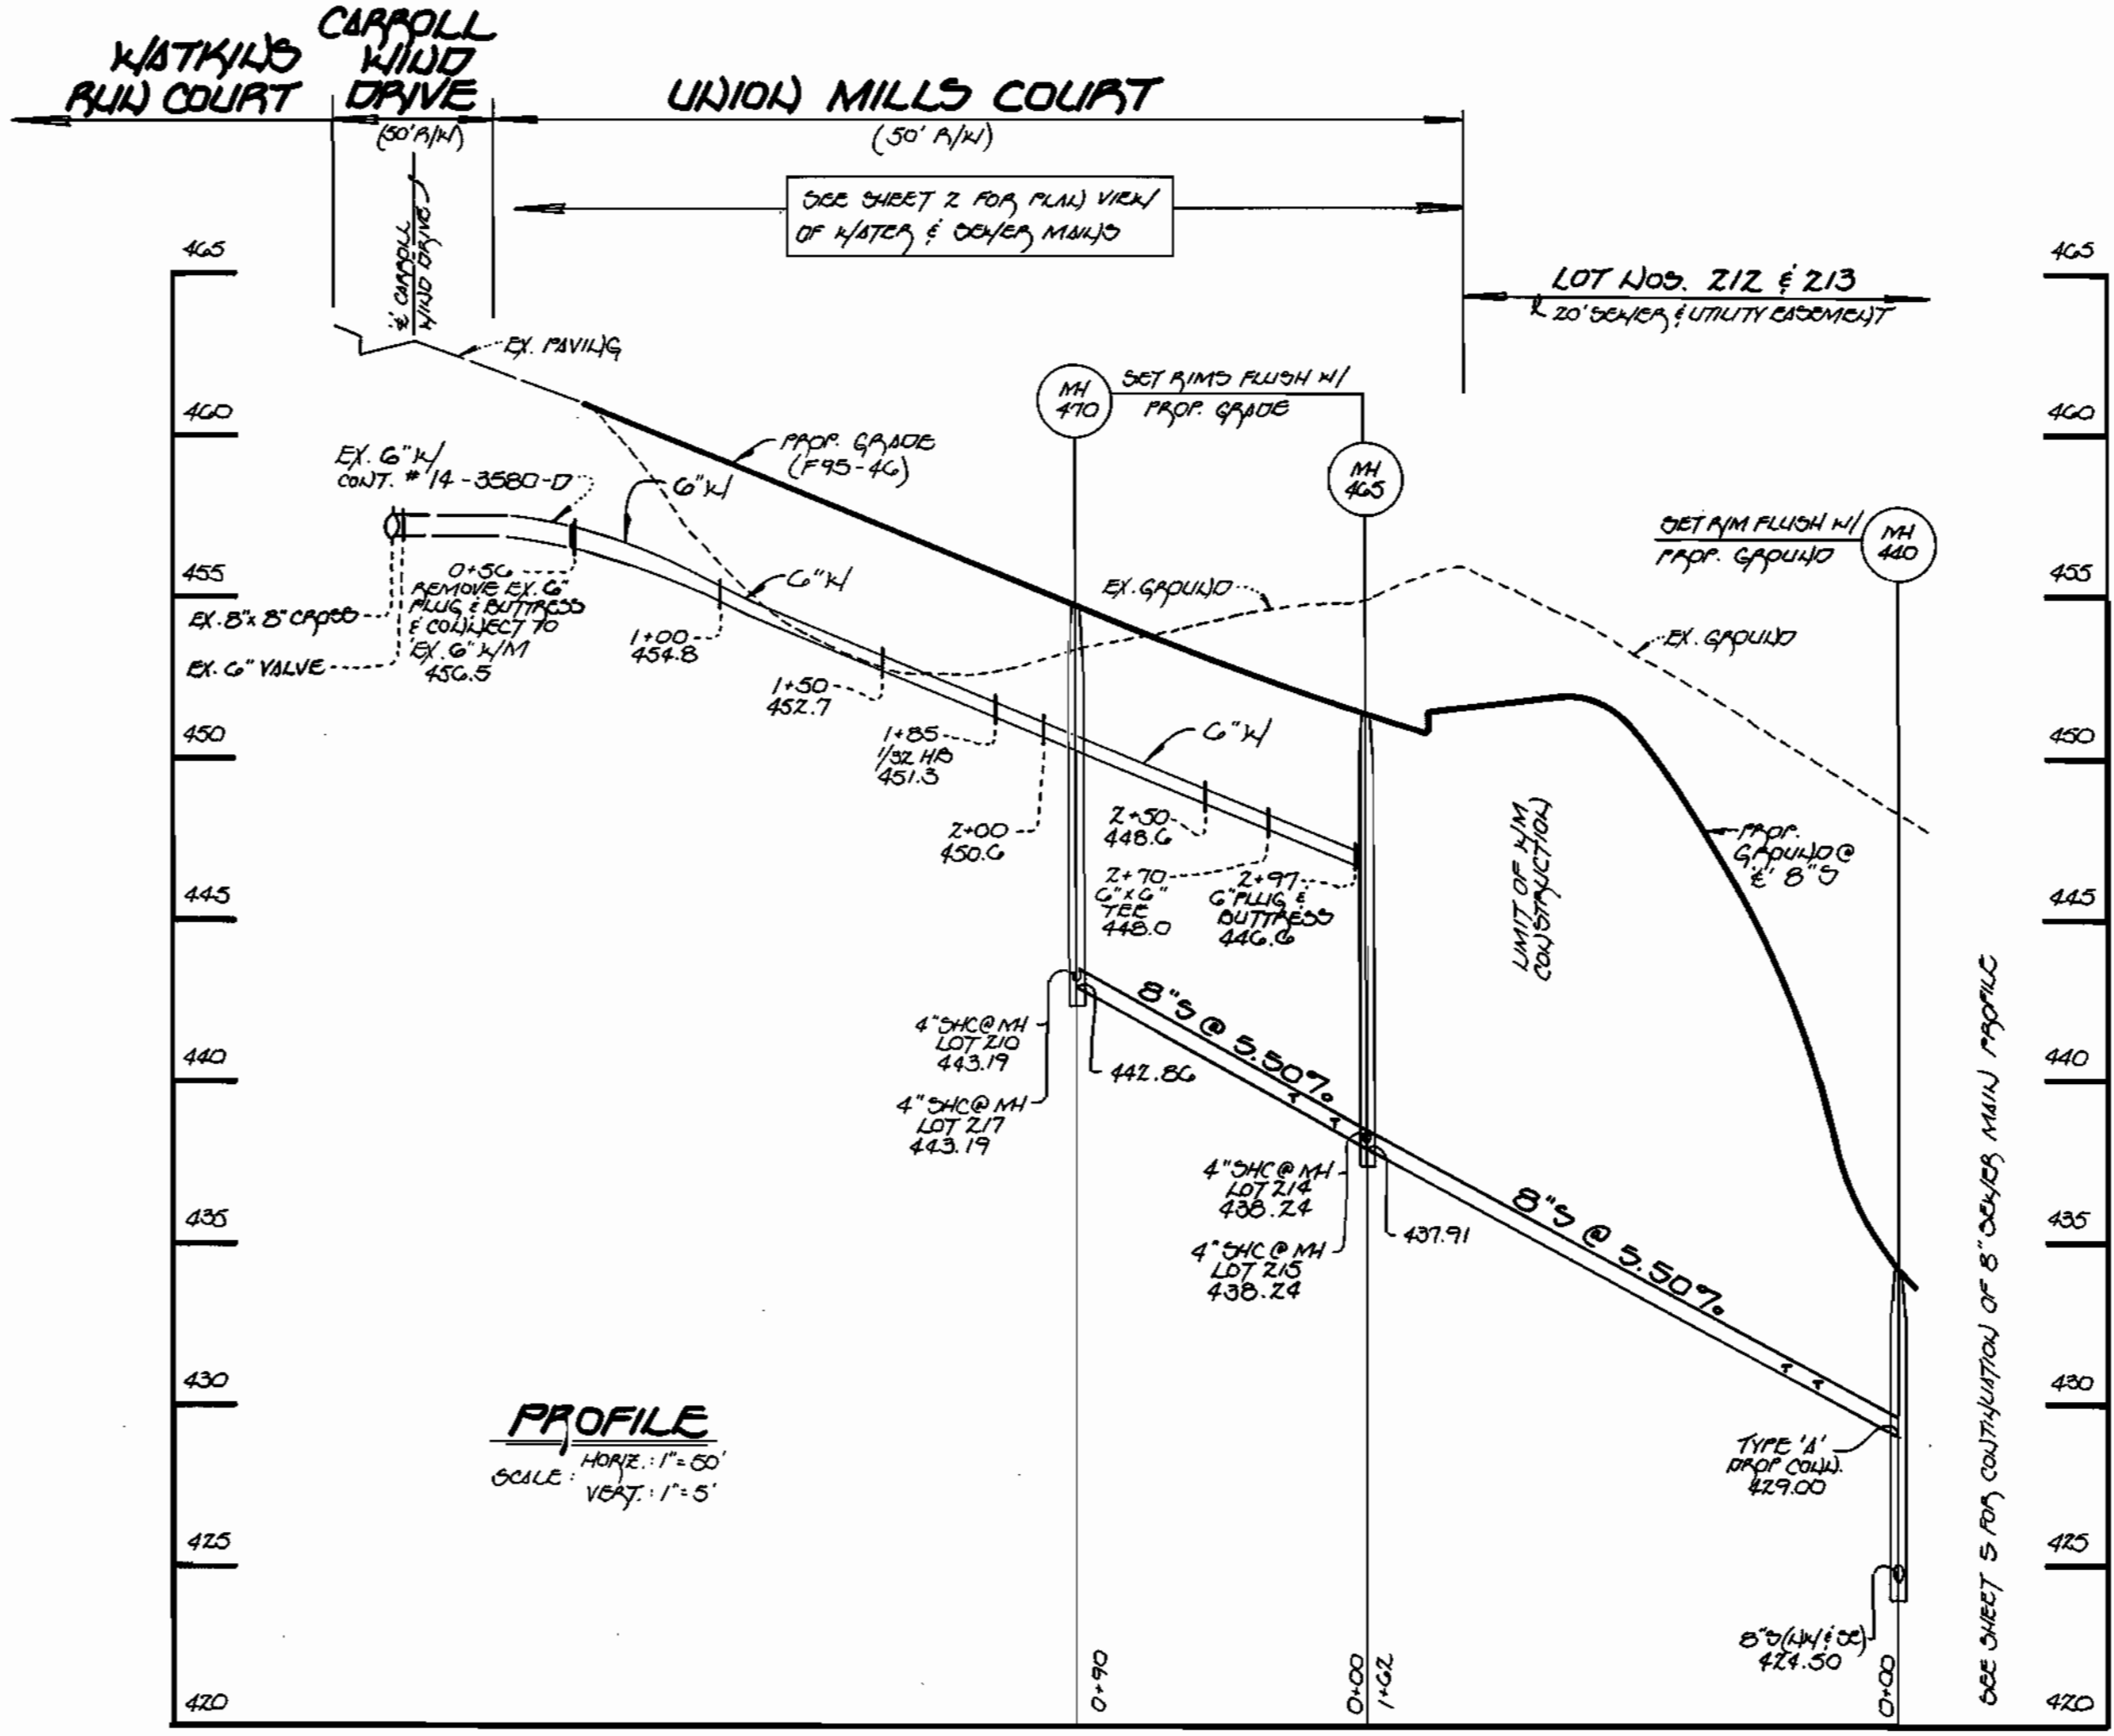 WATKINS
RUN COURT
CARROLL
WIND
DRIVE
(50' R/W)
UNION MILLS COURT
(50' R/W)
SEE SHEET 2 FOR PLAN VIEW
OF WATER & SEWER MAINS
℄ CARROLL
WIND DRIVE
LOT NOS. 212 & 213
℄ 20' SEWER & UTILITY EASEMENT
465
460
455
450
445
440
435
430
425
420
465
460
455
450
445
440
435
430
425
420
EX. PAVING
PROP. GRADE
(F95-46)
MH
470
SET RIMS FLUSH W/
PROP. GRADE
MH
465
SET RIM FLUSH W/
PROP. GROUND
MH
440
EX. 6" W
CONT. # 14-3580-D
6" W
6" W
EX. GROUND
EX. GROUND
EX. 8" x 8" CROSS
EX. 6" VALVE
0+56
REMOVE EX. 6"
PLUG & BUTTRESS
& CONNECT TO
EX. 6" W/M
456.5
1+00
454.8
1+50
452.7
1+85
1/32 HB
451.3
2+00
450.6
6" W
2+50
448.6
2+70
6" x 6"
TEE
448.0
2+97
6" PLUG &
BUTTRESS
446.6
LIMIT OF W/M
CONSTRUCTION
PROP.
GROUND @
℄ 8" S
4" SHC @ MH
LOT 210
443.19
4" SHC @ MH
LOT 217
443.19
442.86
8" S @ 5.50%
4" SHC @ MH
LOT 214
438.24
4" SHC @ MH
LOT 215
438.24
437.91
8" S @ 5.50%
TYPE 'A'
DROP CONN.
429.00
8" S (NW & SE)
424.50
PROFILE
SCALE: HORIZ.: 1" = 50'
VERT.: 1" = 5'
0+90
0+00
1+62
0+00
SEE SHEET 5 FOR CONTINUATION OF 8" SEWER MAIN PROFILE